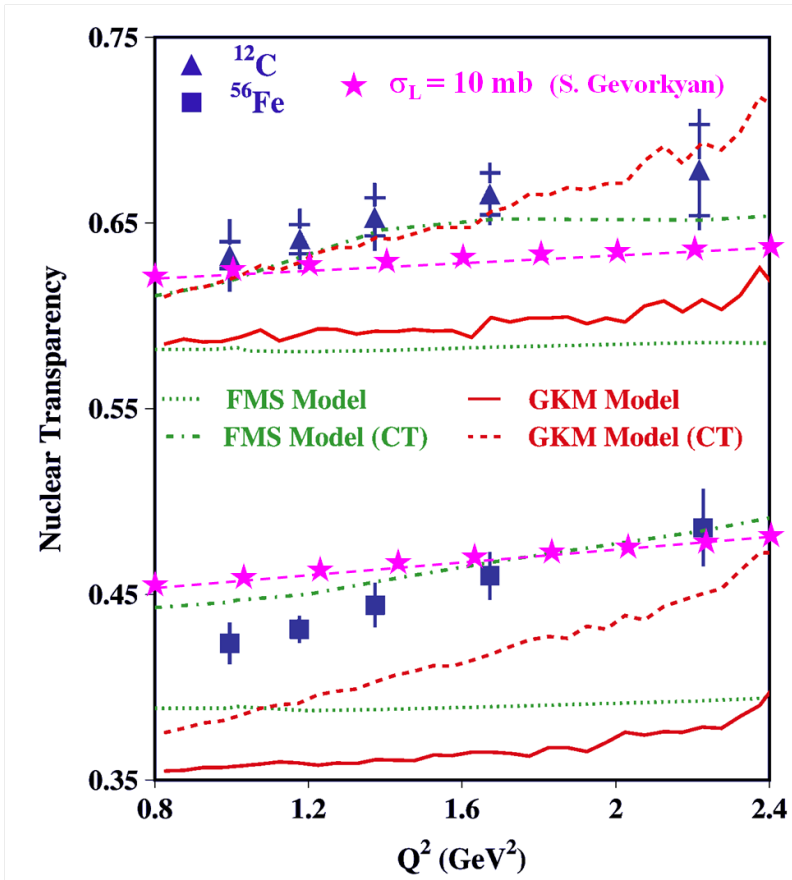 0.75
¹²C
⁵⁶Fe
σ_L = 10 mb (S. Gevorkyan)
0.65
0.55
FMS Model
GKM Model
FMS Model (CT)
GKM Model (CT)
0.45
0.35
0.8
1.2
1.6
2
2.4
Nuclear Transparency
Q² (GeV²)